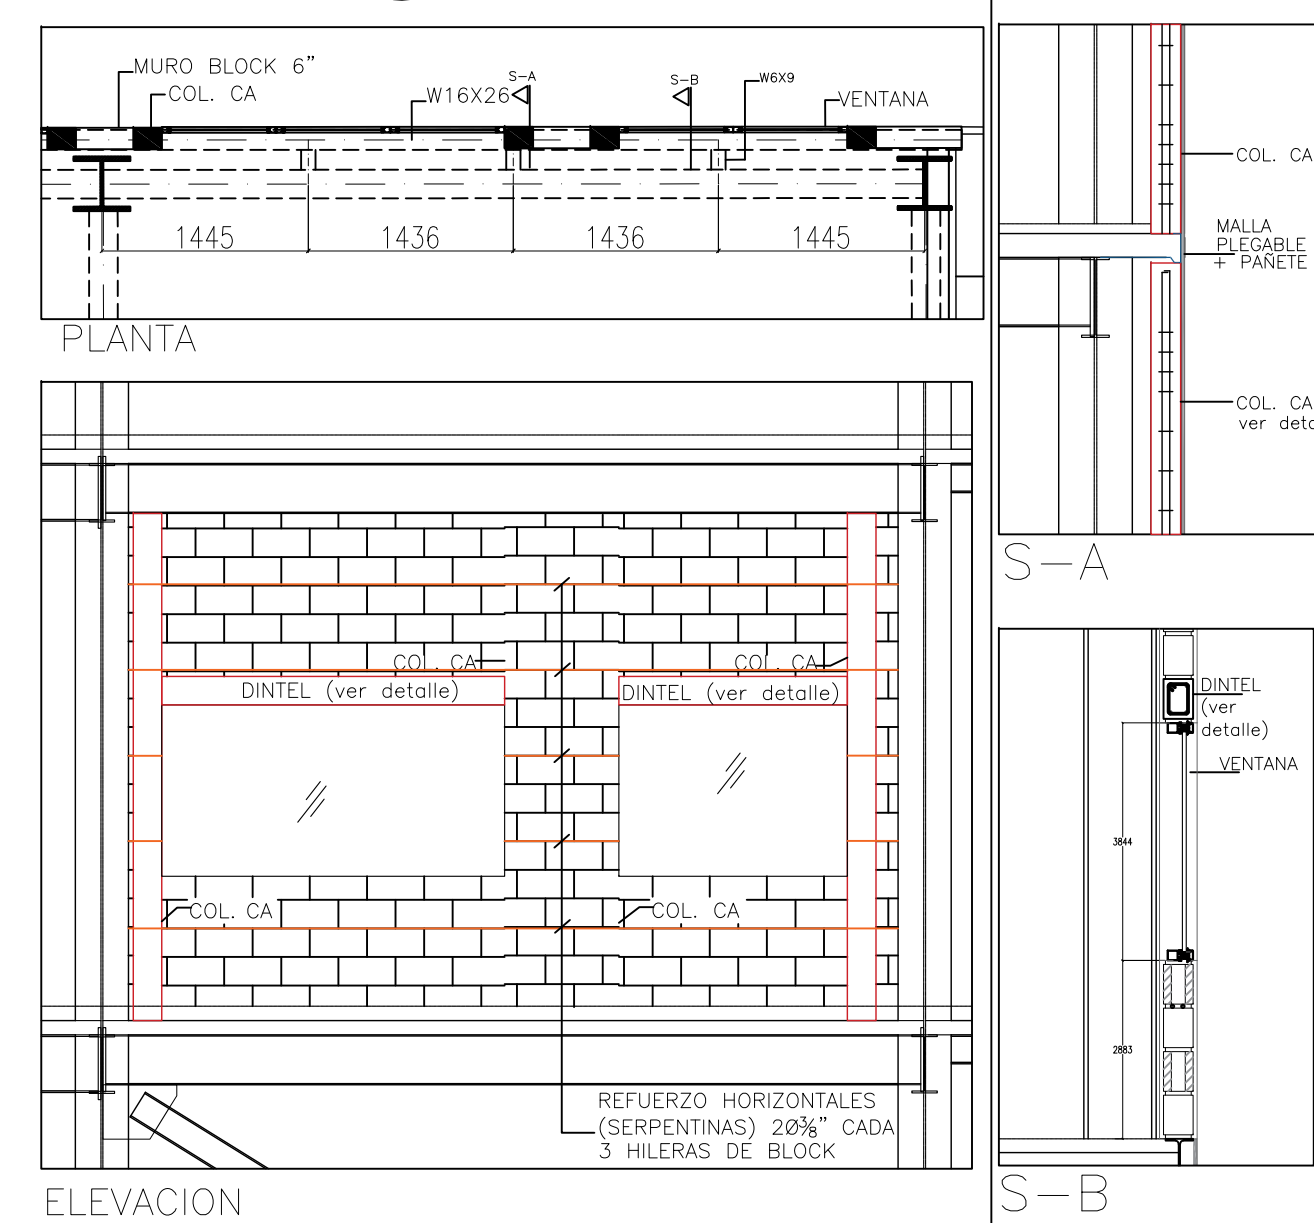 MURO BLOCK 6”
COL. CA
W16X26
S-A
S-B
W6X9
VENTANA
1445
1436
1436
1445
PLANTA
COL. CA
COL. CA
DINTEL (ver detalle)
DINTEL (ver detalle)
COL. CA
COL. CA
REFUERZO HORIZONTALES
(SERPENTINAS) 2Ø⅜” CADA
3 HILERAS DE BLOCK
ELEVACION
COL. CA
MALLA
PLEGABLE
+ PAÑETE
COL. CA
ver deta
S-A
DINTEL
(ver
detalle)
VENTANA
3844
2883
S-B